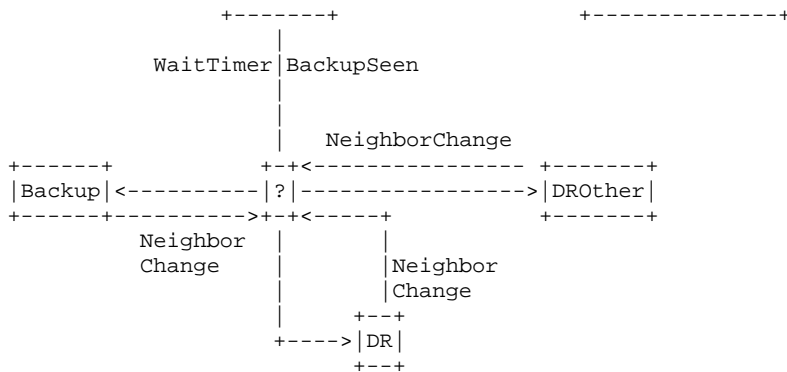 +-------+                    +--------------+
|
WaitTimer|BackupSeen
|
|
|   NeighborChange
+------+              +-+<---------------- +-------+
|Backup|<----------|?|----------------->|DROther|
+------+---------->+-+<-----+              +-------+
Neighbor  |       |
Change    |       |Neighbor
|       |Change
|     +--+
+---->|DR|
+--+